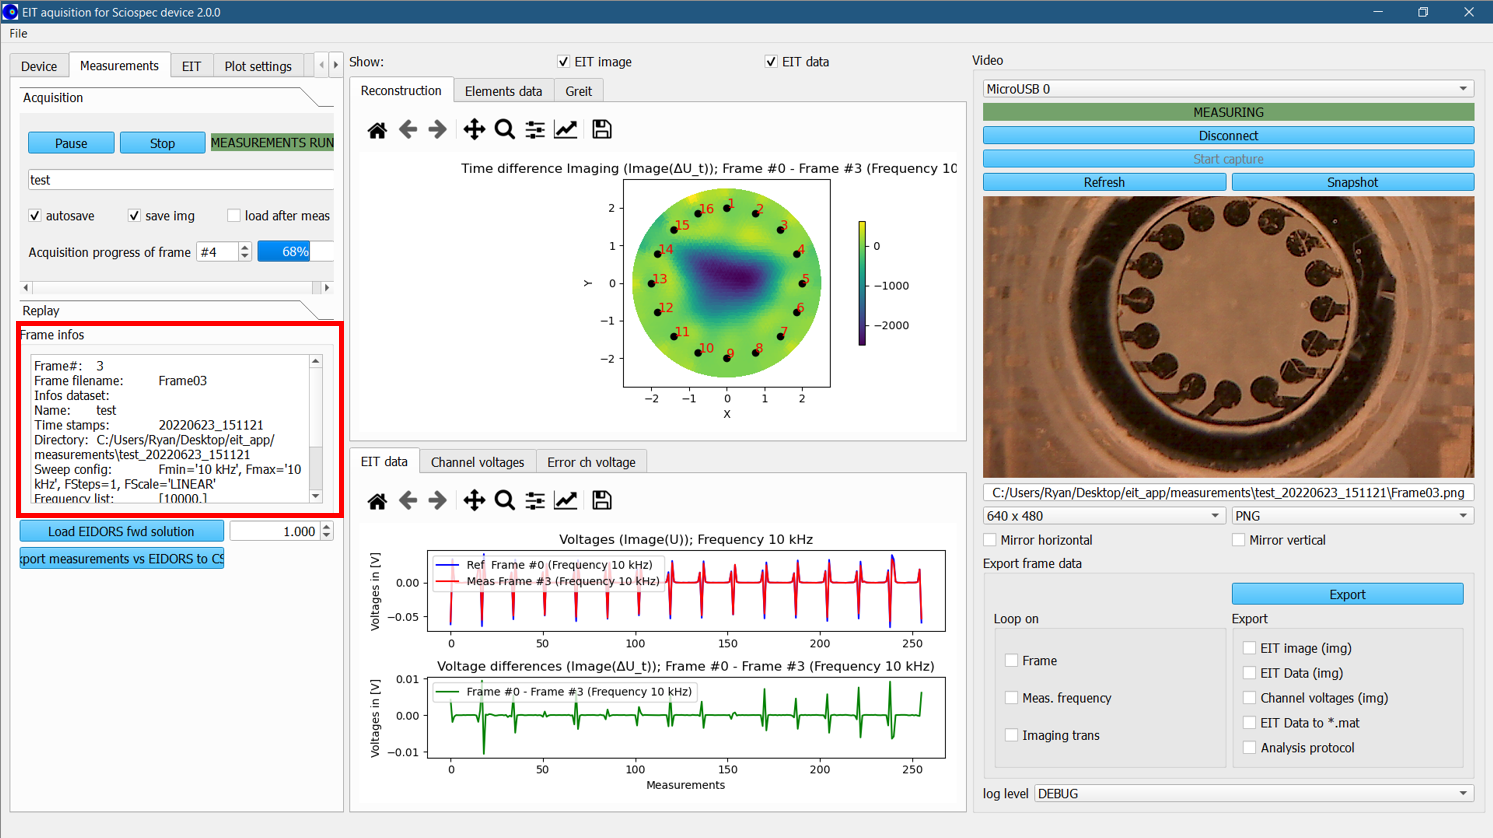 EIT aquisition for Sciospec device 2.0.0
File
Device
Measurements
EIT
Plot settings
Acquisition
Pause
Stop
MEASUREMENTS RUN
test
autosave
save img
load after meas
Acquisition progress of frame
#4
68%
Replay
Frame infos
Frame#: 3
Frame filename: Frame03
Infos dataset:
Name: test
Time stamps: 20220623_151121
Directory: C:/Users/Ryan/Desktop/eit_app/
measurements\test_20220623_151121
Sweep config: Fmin='10 kHz', Fmax='10
kHz', FSteps=1, FScale='LINEAR'
Frequency list: [10000.]
Load EIDORS fwd solution
1.000
port measurements vs EIDORS to CS
Show:
EIT image
EIT data
Reconstruction
Elements data
Greit
Time difference Imaging (Image(ΔU_t)); Frame #0 - Frame #3 (Frequency 10
2
1
0
−1
−2
Y
−2
−1
0
1
2
X
1
2
3
4
5
6
7
8
9
10
11
12
13
14
15
16
0
−1000
−2000
EIT data
Channel voltages
Error ch voltage
Voltages (Image(U)); Frequency 10 kHz
Voltages in [V]
0.00
−0.05
Ref Frame #0 (Frequency 10 kHz)
Meas Frame #3 (Frequency 10 kHz)
0
50
100
150
200
250
Voltage differences (Image(ΔU_t)); Frame #0 - Frame #3 (Frequency 10 kHz)
Voltages in [V]
0.01
0.00
−0.01
Frame #0 - Frame #3 (Frequency 10 kHz)
0
50
100
150
200
250
Measurements
Video
MicroUSB 0
MEASURING
Disconnect
Start capture
Refresh
Snapshot
C:/Users/Ryan/Desktop/eit_app/measurements\test_20220623_151121\Frame03.png
640 x 480
PNG
Mirror horizontal
Mirror vertical
Export frame data
Export
Loop on
Export
Frame
Meas. frequency
Imaging trans
EIT image (img)
EIT Data (img)
Channel voltages (img)
EIT Data to *.mat
Analysis protocol
log level
DEBUG